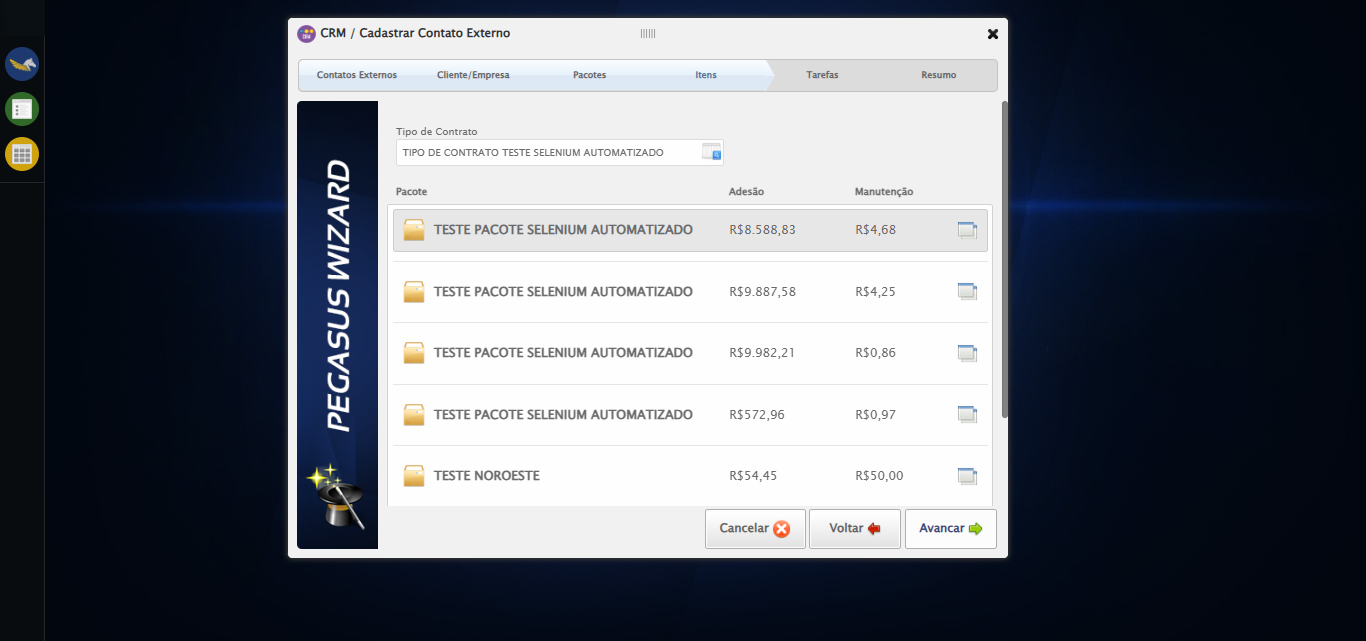 CRM / Cadastrar Contato Externo
Contatos Externos Cliente/Empresa Pacotes Itens Tarefas Resumo
PEGASUS WIZARD
Tipo de Contrato
TIPO DE CONTRATO TESTE SELENIUM AUTOMATIZADO
Pacote Adesão Manutenção
TESTE PACOTE SELENIUM AUTOMATIZADO R$8.588,83 R$4,68
TESTE PACOTE SELENIUM AUTOMATIZADO R$9.887,58 R$4,25
TESTE PACOTE SELENIUM AUTOMATIZADO R$9.982,21 R$0,86
TESTE PACOTE SELENIUM AUTOMATIZADO R$572,96 R$0,97
TESTE NOROESTE R$54,45 R$50,00
Cancelar Voltar Avancar